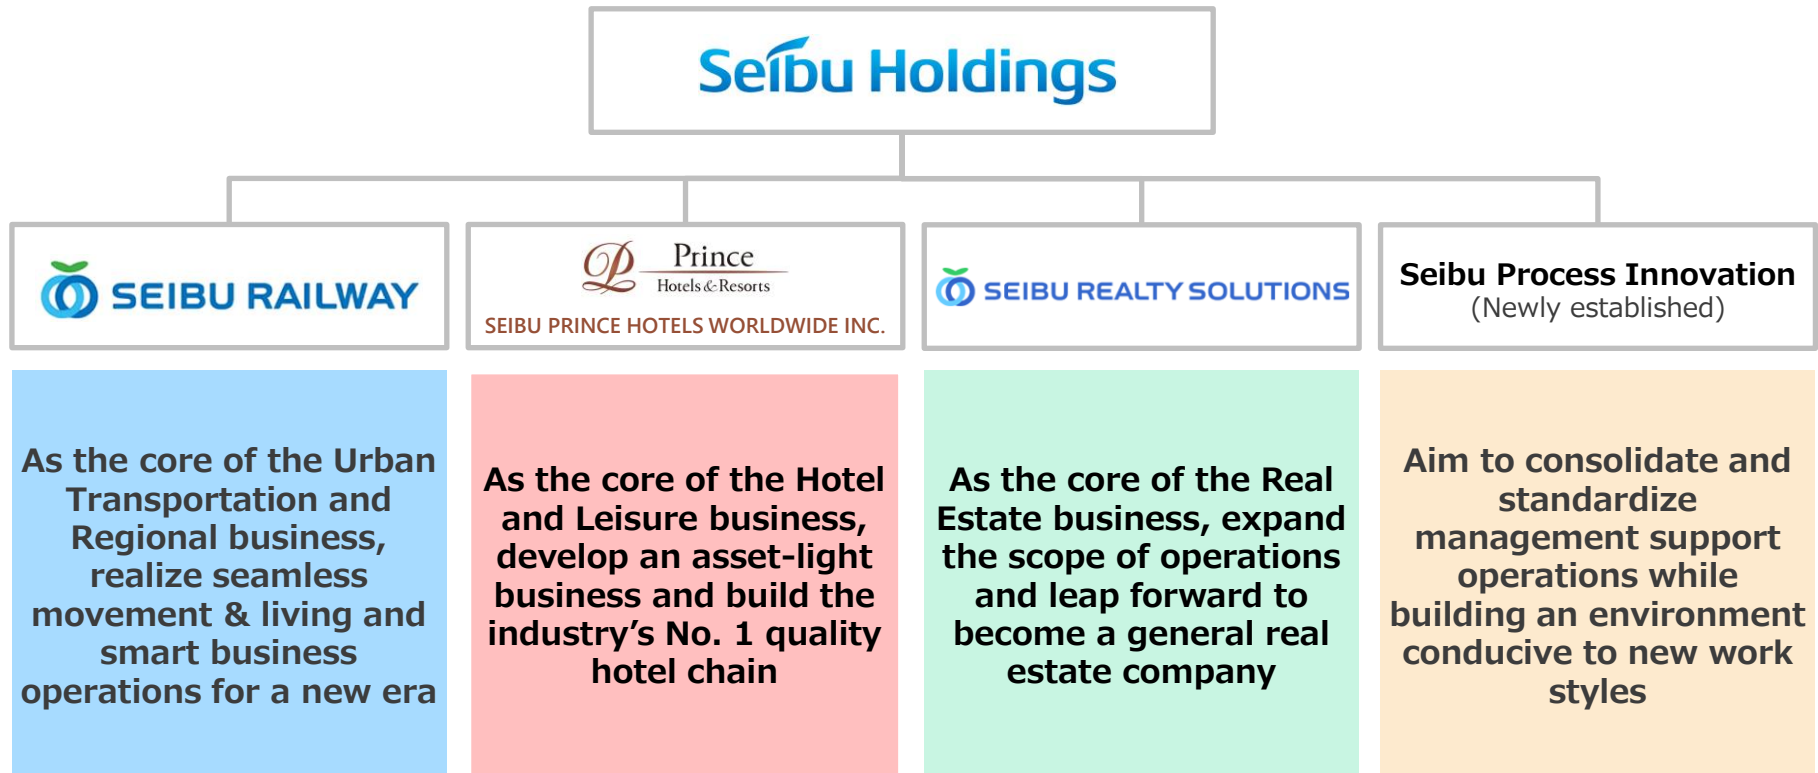 Seibu Holdings
SEIBU RAILWAY
Prince
Hotels & Resorts
SEIBU PRINCE HOTELS WORLDWIDE INC.
SEIBU REALTY SOLUTIONS
Seibu Process Innovation
(Newly established)
As the core of the Urban
Transportation and
Regional business,
realize seamless
movement & living and
smart business
operations for a new era
As the core of the Hotel
and Leisure business,
develop an asset-light
business and build the
industry’s No. 1 quality
hotel chain
As the core of the Real
Estate business, expand
the scope of operations
and leap forward to
become a general real
estate company
Aim to consolidate and
standardize
management support
operations while
building an environment
conducive to new work
styles